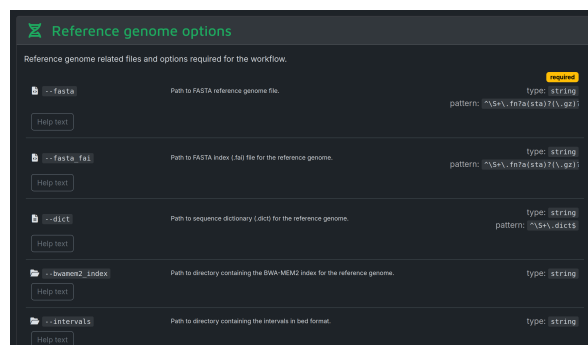 Reference genome options
Reference genome related files and options required for the workflow.
required
--fasta Path to FASTA reference genome file. type: string
pattern: ^\S+\.fn?a(sta)?(\.gz)?
Help text
--fasta_fai Path to FASTA index (.fai) file for the reference genome. type: string
pattern: ^\S+\.fn?a(sta)?(\.gz)?
Help text
--dict Path to sequence dictionary (.dict) for the reference genome. type: string
pattern: ^\S+\.dict$
Help text
--bwamem2_index Path to directory containing the BWA-MEM2 index for the reference genome. type: string
Help text
--intervals Path to directory containing the intervals in bed format. type: string
Help text